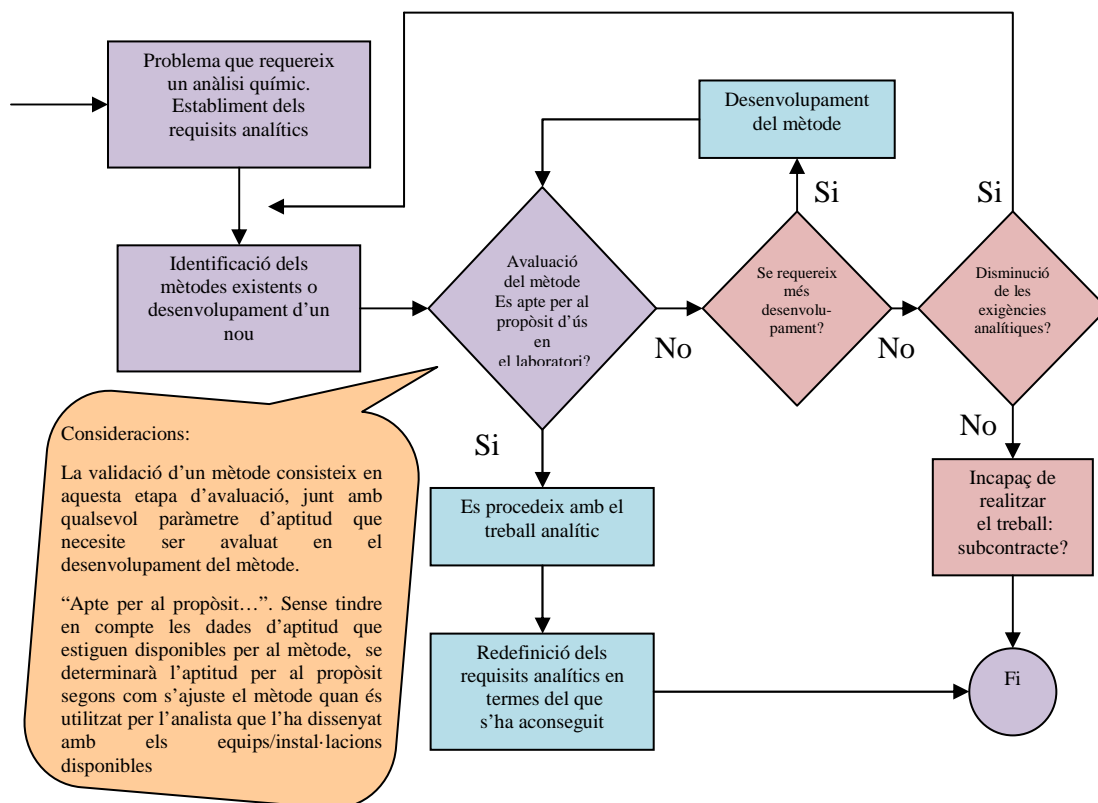 Problema que requereix
un anàlisi químic.
Establiment dels
requisits analítics
Identificació dels
mètodes existents o
desenvolupament d’un
nou
Avaluació
del mètode
Es apte per al
propòsit d’ús
en
el laboratori?
Desenvolupament
del mètode
Si
Se requereix
més
desenvolu-
pament?
No
Si
Disminució
de les
exigències
analítiques?
No
No
Incapaç de
realitzar
el treball:
subcontracte?
Si
Es procedeix amb el
treball analític
Redefinició dels
requisits analítics en
termes del que
s’ha aconseguit
Fi
Consideracions:
La validació d’un mètode consisteix en
aquesta etapa d’avaluació, junt amb
qualsevol paràmetre d’aptitud que
necesite ser avaluat en el
desenvolupament del mètode.
“Apte per al propòsit…”. Sense tindre
en compte les dades d’aptitud que
estiguen disponibles per al mètode, se
determinarà l’aptitud per al propòsit
segons com s’ajuste el mètode quan és
utilitzat per l’analista que l’ha dissenyat
amb els equips/instal·lacions
disponibles